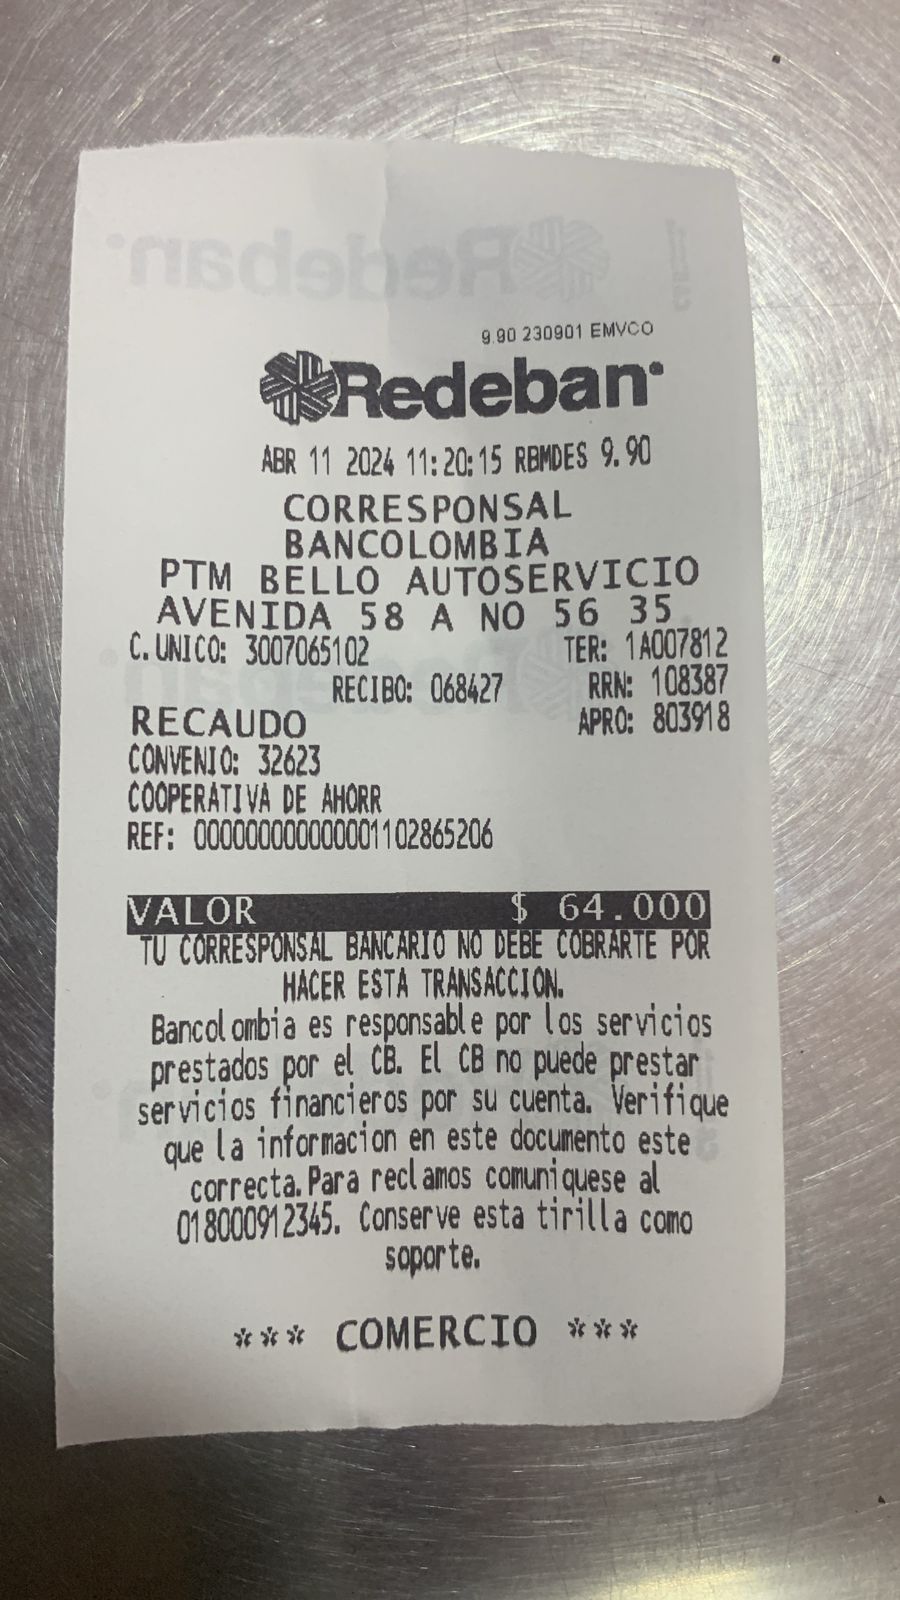 9.90 230901 EMVCO
Redeban
ABR 11 2024 11:20:15 RBMDES 9.90
CORRESPONSAL
BANCOLOMBIA
PTM BELLO AUTOSERVICIO
AVENIDA 58 A NO 56 35
C.UNICO: 3007065102 TER: 1A007812
RECIBO: 068427 RRN: 108387
RECAUDO APRO: 803918
CONVENIO: 32623
COOPERATIVA DE AHORR
REF: 00000000000001102865206
VALOR $ 64.000
TU CORRESPONSAL BANCARIO NO DEBE COBRARTE POR
HACER ESTA TRANSACCION.
Bancolombia es responsable por los servicios
prestados por el CB. El CB no puede prestar
servicios financieros por su cuenta. Verifique
que la informacion en este documento este
correcta.Para reclamos comuniquese al
018000912345. Conserve esta tirilla como
soporte.
*** COMERCIO ***